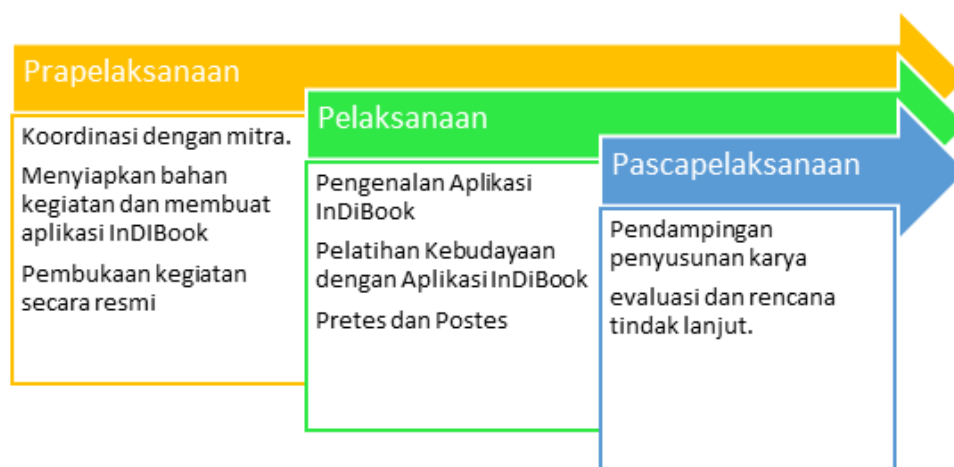 Prapelaksanaan
Koordinasi dengan mitra.
Menyiapkan bahan
kegiatan dan membuat
aplikasi InDIBook
Pembukaan kegiatan
secara resmi
Pelaksanaan
Pengenalan Aplikasi
InDiBook
Pelatihan Kebudayaan
dengan Aplikasi InDiBook
Pretes dan Postes
Pascapelaksanaan
Pendampingan
penyusunan karya
evaluasi dan rencana
tindak lanjut.